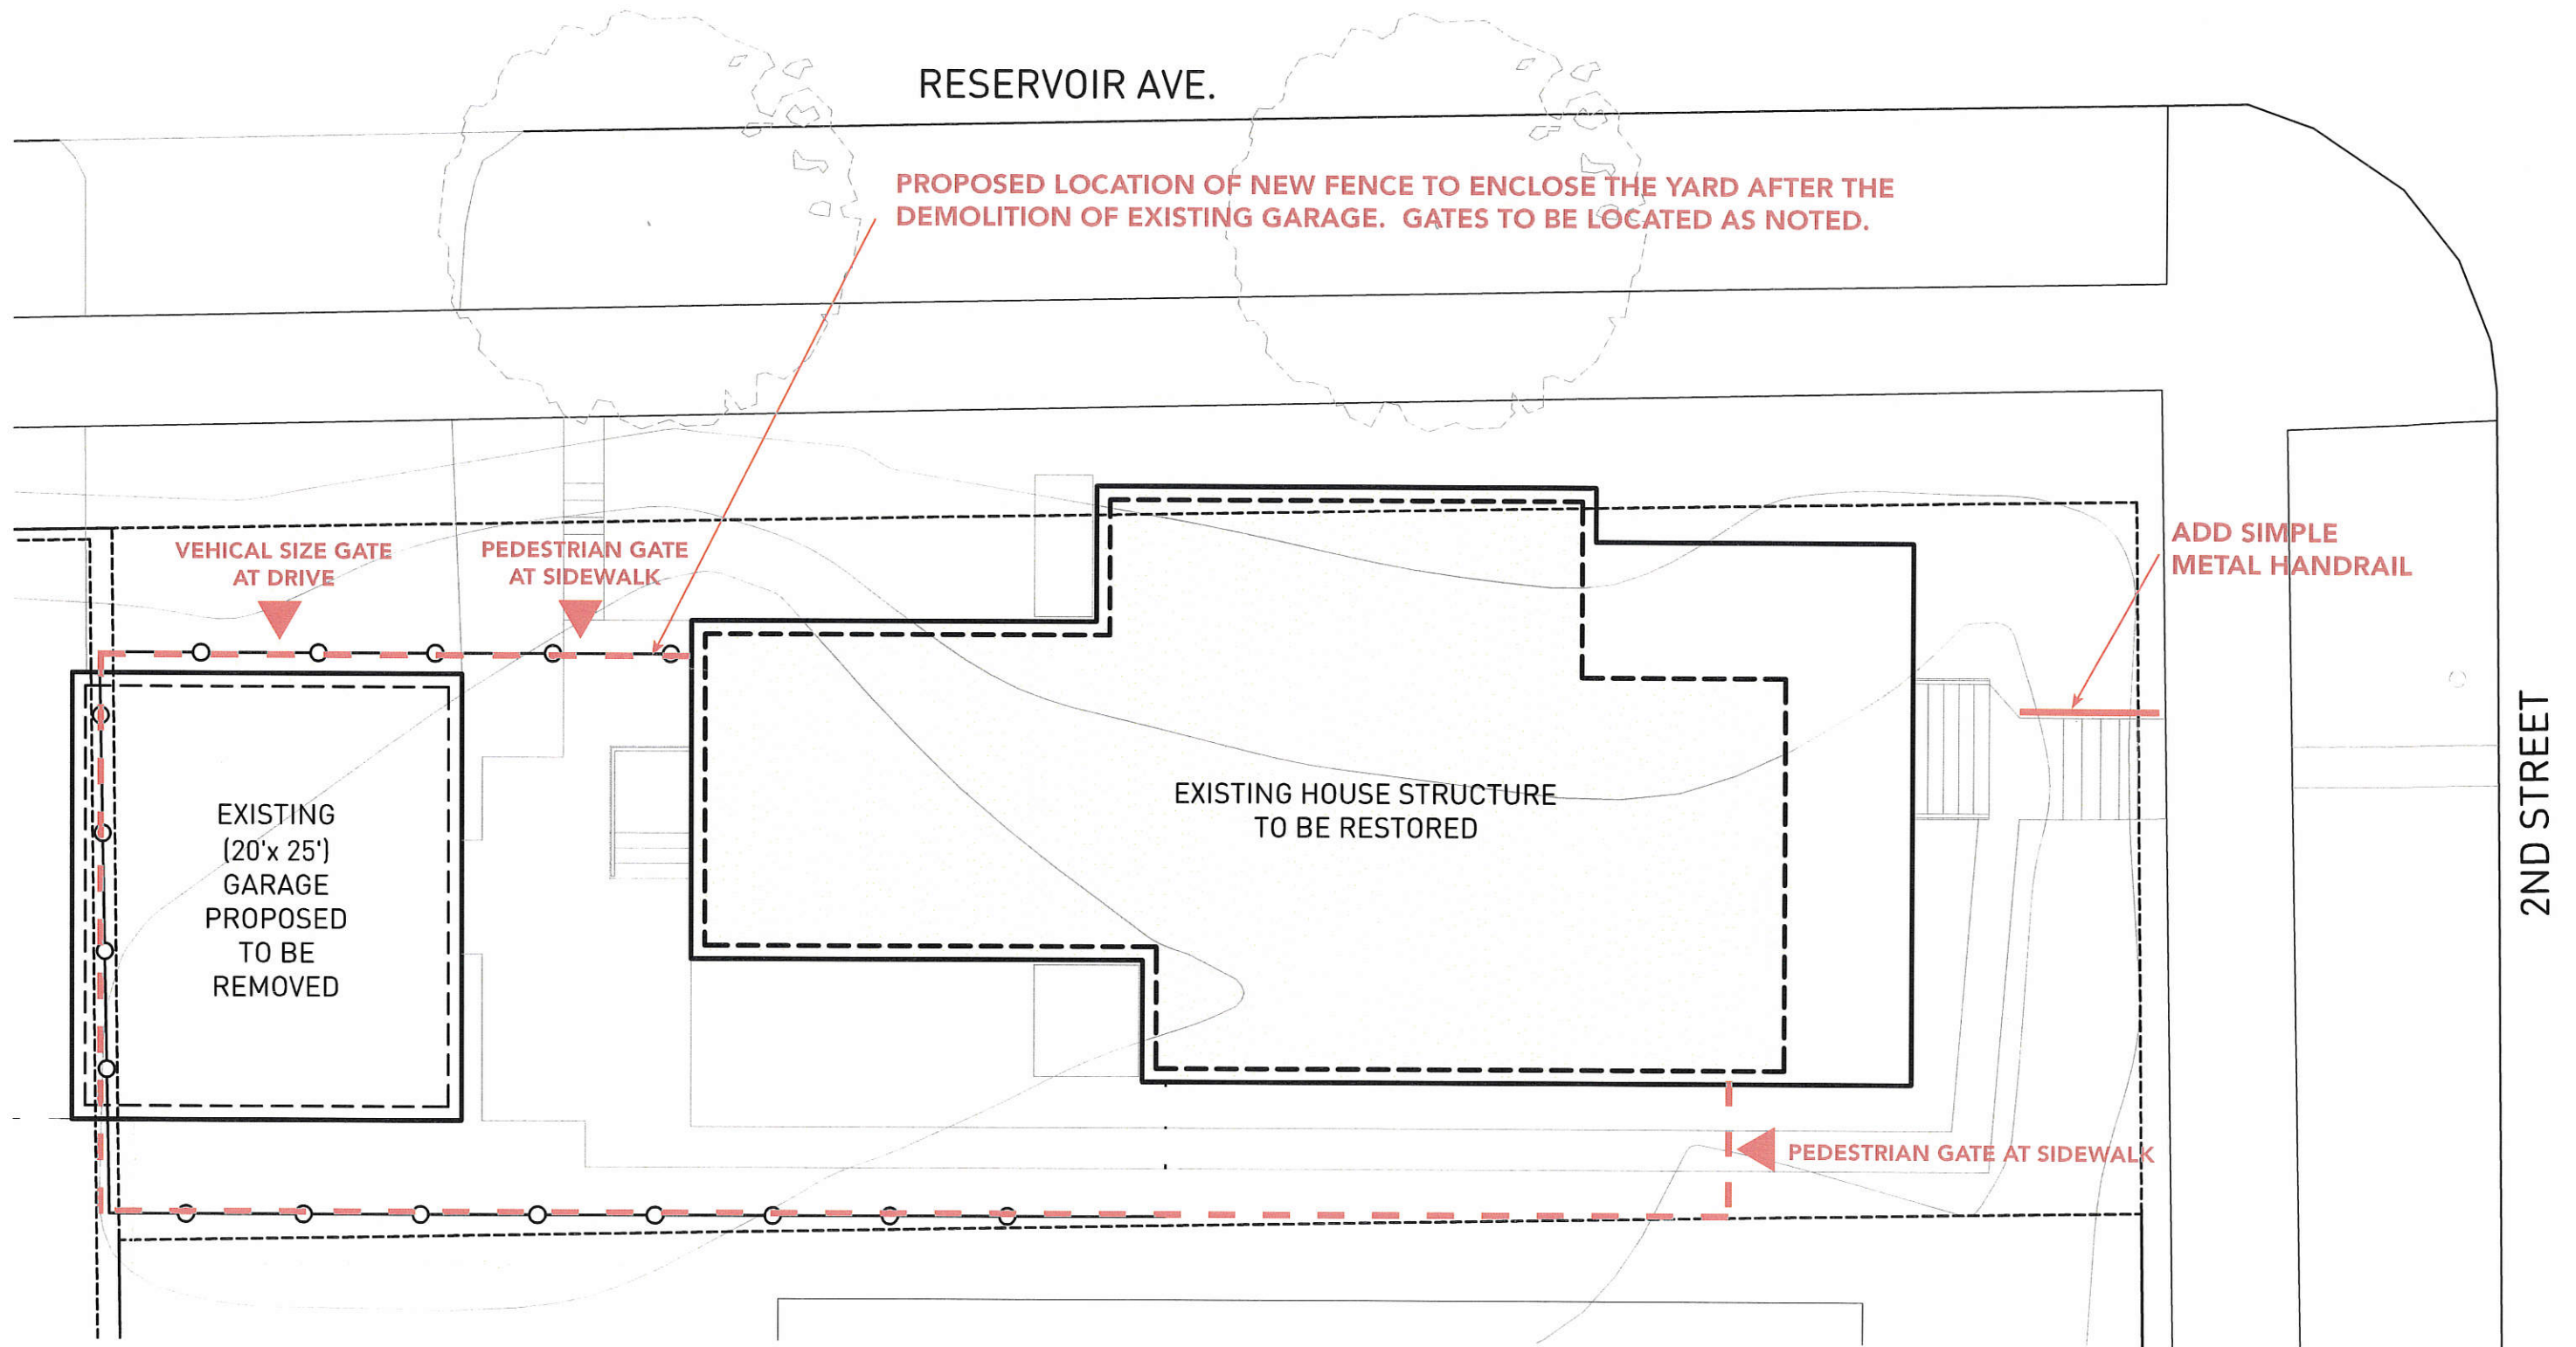 RESERVOIR AVE.
PROPOSED LOCATION OF NEW FENCE TO ENCLOSE THE YARD AFTER THE
DEMOLITION OF EXISTING GARAGE. GATES TO BE LOCATED AS NOTED.
VEHICAL SIZE GATE
AT DRIVE
PEDESTRIAN GATE
AT SIDEWALK
ADD SIMPLE
METAL HANDRAIL
EXISTING
(20'x 25')
GARAGE
PROPOSED
TO BE
REMOVED
EXISTING HOUSE STRUCTURE
TO BE RESTORED
2ND STREET
PEDESTRIAN GATE AT SIDEWALK